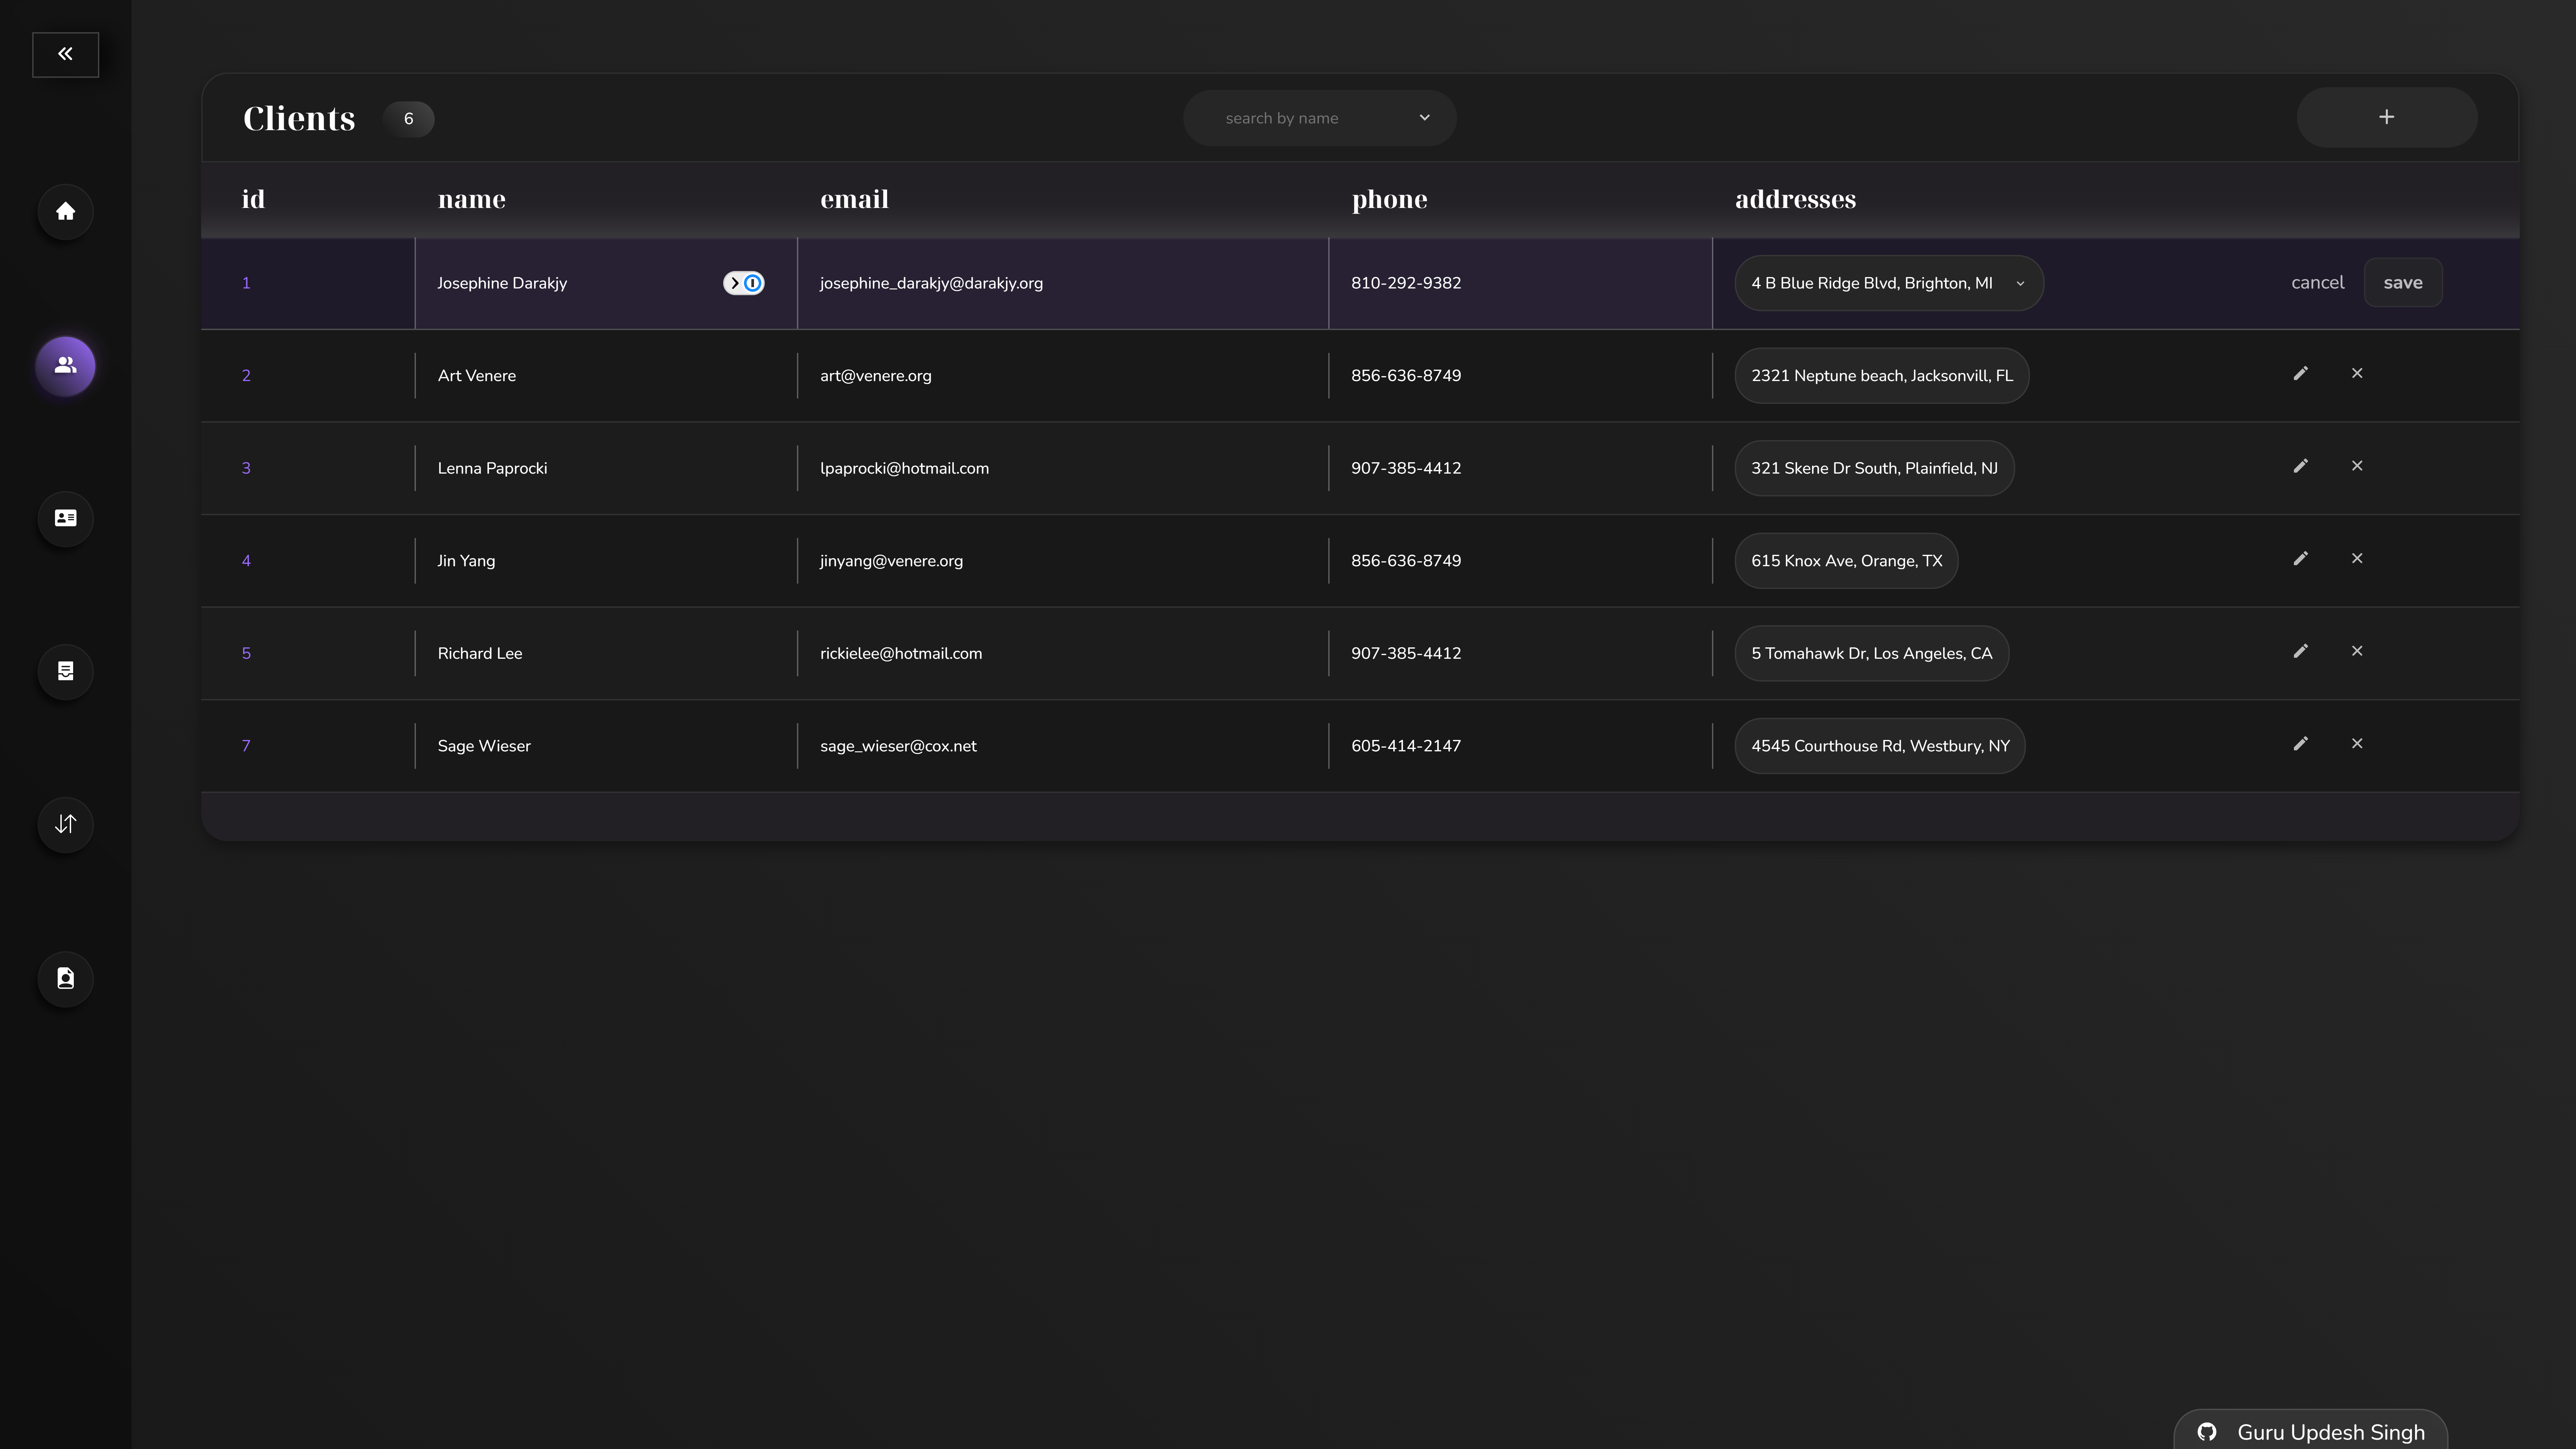 Clients 6 search by name
id name email phone addresses
1 Josephine Darakjy josephine_darakjy@darakjy.org 810-292-9382 4 B Blue Ridge Blvd, Brighton, MI cancel save
2 Art Venere art@venere.org 856-636-8749 2321 Neptune beach, Jacksonvill, FL
3 Lenna Paprocki lpaprocki@hotmail.com 907-385-4412 321 Skene Dr South, Plainfield, NJ
4 Jin Yang jinyang@venere.org 856-636-8749 615 Knox Ave, Orange, TX
5 Richard Lee rickielee@hotmail.com 907-385-4412 5 Tomahawk Dr, Los Angeles, CA
7 Sage Wieser sage_wieser@cox.net 605-414-2147 4545 Courthouse Rd, Westbury, NY
Guru Updesh Singh